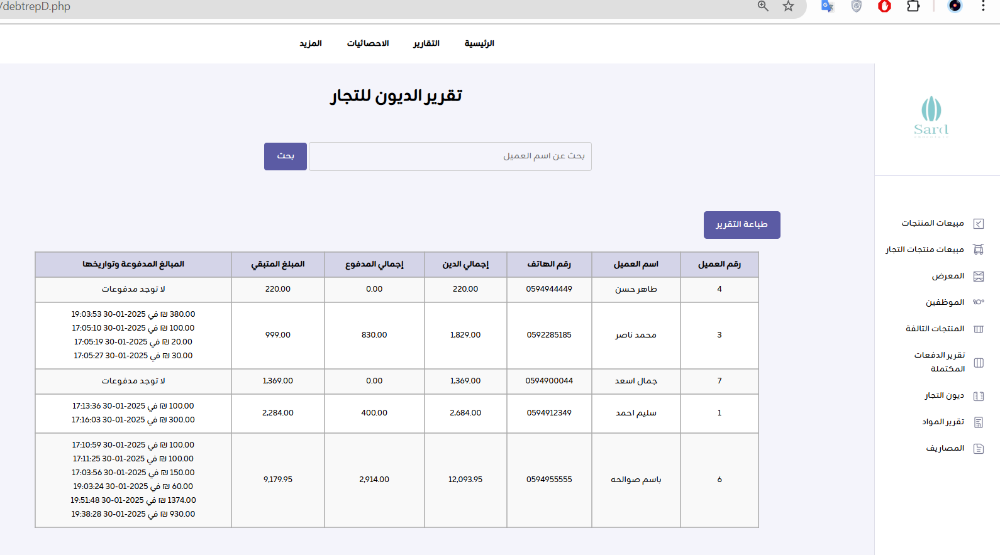 /debtrepD.php
الرئيسية
التقارير
الاحصائيات
المزيد
Sard
مبيعات المنتجات
مبيعات منتجات التجار
المعرض
الموظفين
المنتجات التالفة
تقرير الدفعات
المكتملة
ديون التجار
تقرير المواد
المصاريف
تقرير الديون للتجار
بحث عن اسم العميل
بحث
طباعة التقرير
رقم العميل اسم العميل رقم الهاتف إجمالي الدين إجمالي المدفوع المبلغ المتبقي المبالغ المدفوعة وتواريخها
4 طاهر حسن 0594944449 220.00 0.00 220.00 لا توجد مدفوعات
3 محمد ناصر 0592285185 1,829.00 830.00 999.00
380.00 ₪ في 2025-01-30 19:03:53
100.00 ₪ في 2025-01-30 17:05:10
20.00 ₪ في 2025-01-30 17:05:19
30.00 ₪ في 2025-01-30 17:05:27
7 جمال اسعد 0594900044 1,369.00 0.00 1,369.00 لا توجد مدفوعات
1 سليم احمد 0594912349 2,684.00 400.00 2,284.00
100.00 ₪ في 2025-01-30 17:13:36
300.00 ₪ في 2025-01-30 17:16:03
6 باسم صوالحه 0594955555 12,093.95 2,914.00 9,179.95
100.00 ₪ في 2025-01-30 17:10:59
100.00 ₪ في 2025-01-30 17:11:25
150.00 ₪ في 2025-01-30 17:03:56
60.00 ₪ في 2025-01-30 19:03:24
1374.00 ₪ في 2025-01-30 19:51:48
930.00 ₪ في 2025-01-30 19:38:28